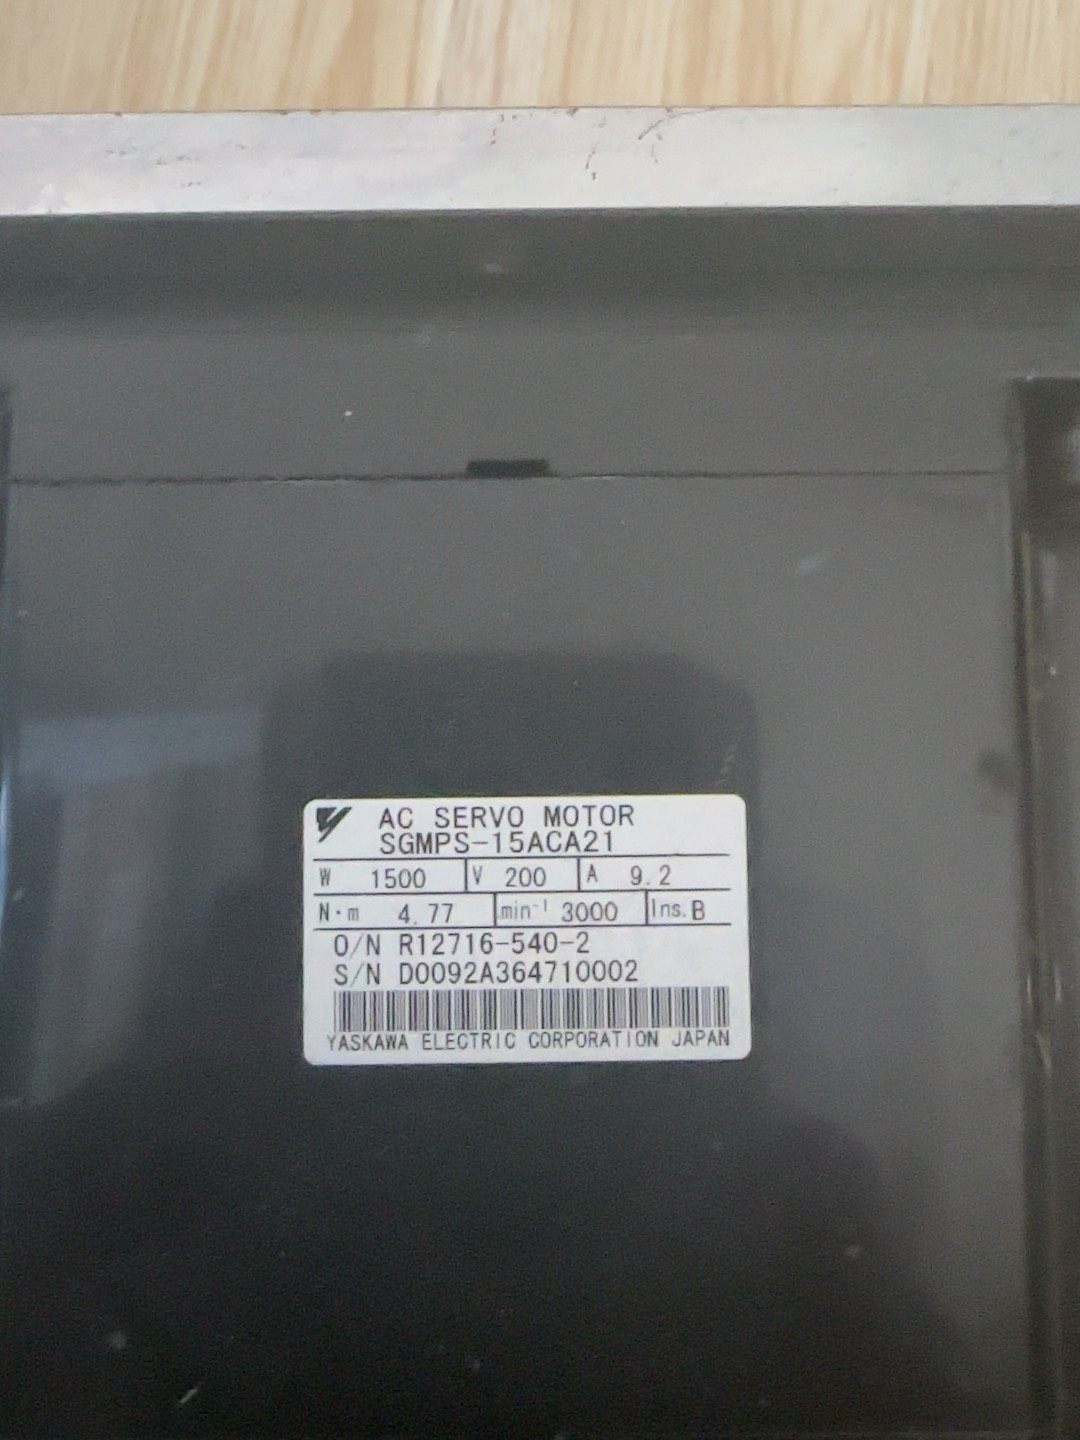 AC SERVO MOTOR
SGMPS-15ACA21
W 1500 V 200 A 9.2
N·m 4.77 min⁻¹ 3000 Ins. B
O/N R12716-540-2
S/N D0092A364710002
YASKAWA ELECTRIC CORPORATION JAPAN